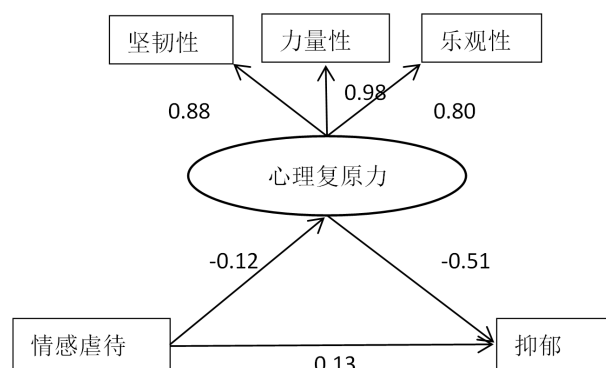 坚韧性
力量性
乐观性
0.88
0.98
0.80
心理复原力
-0.12
-0.51
情感虐待
0.13
抑郁